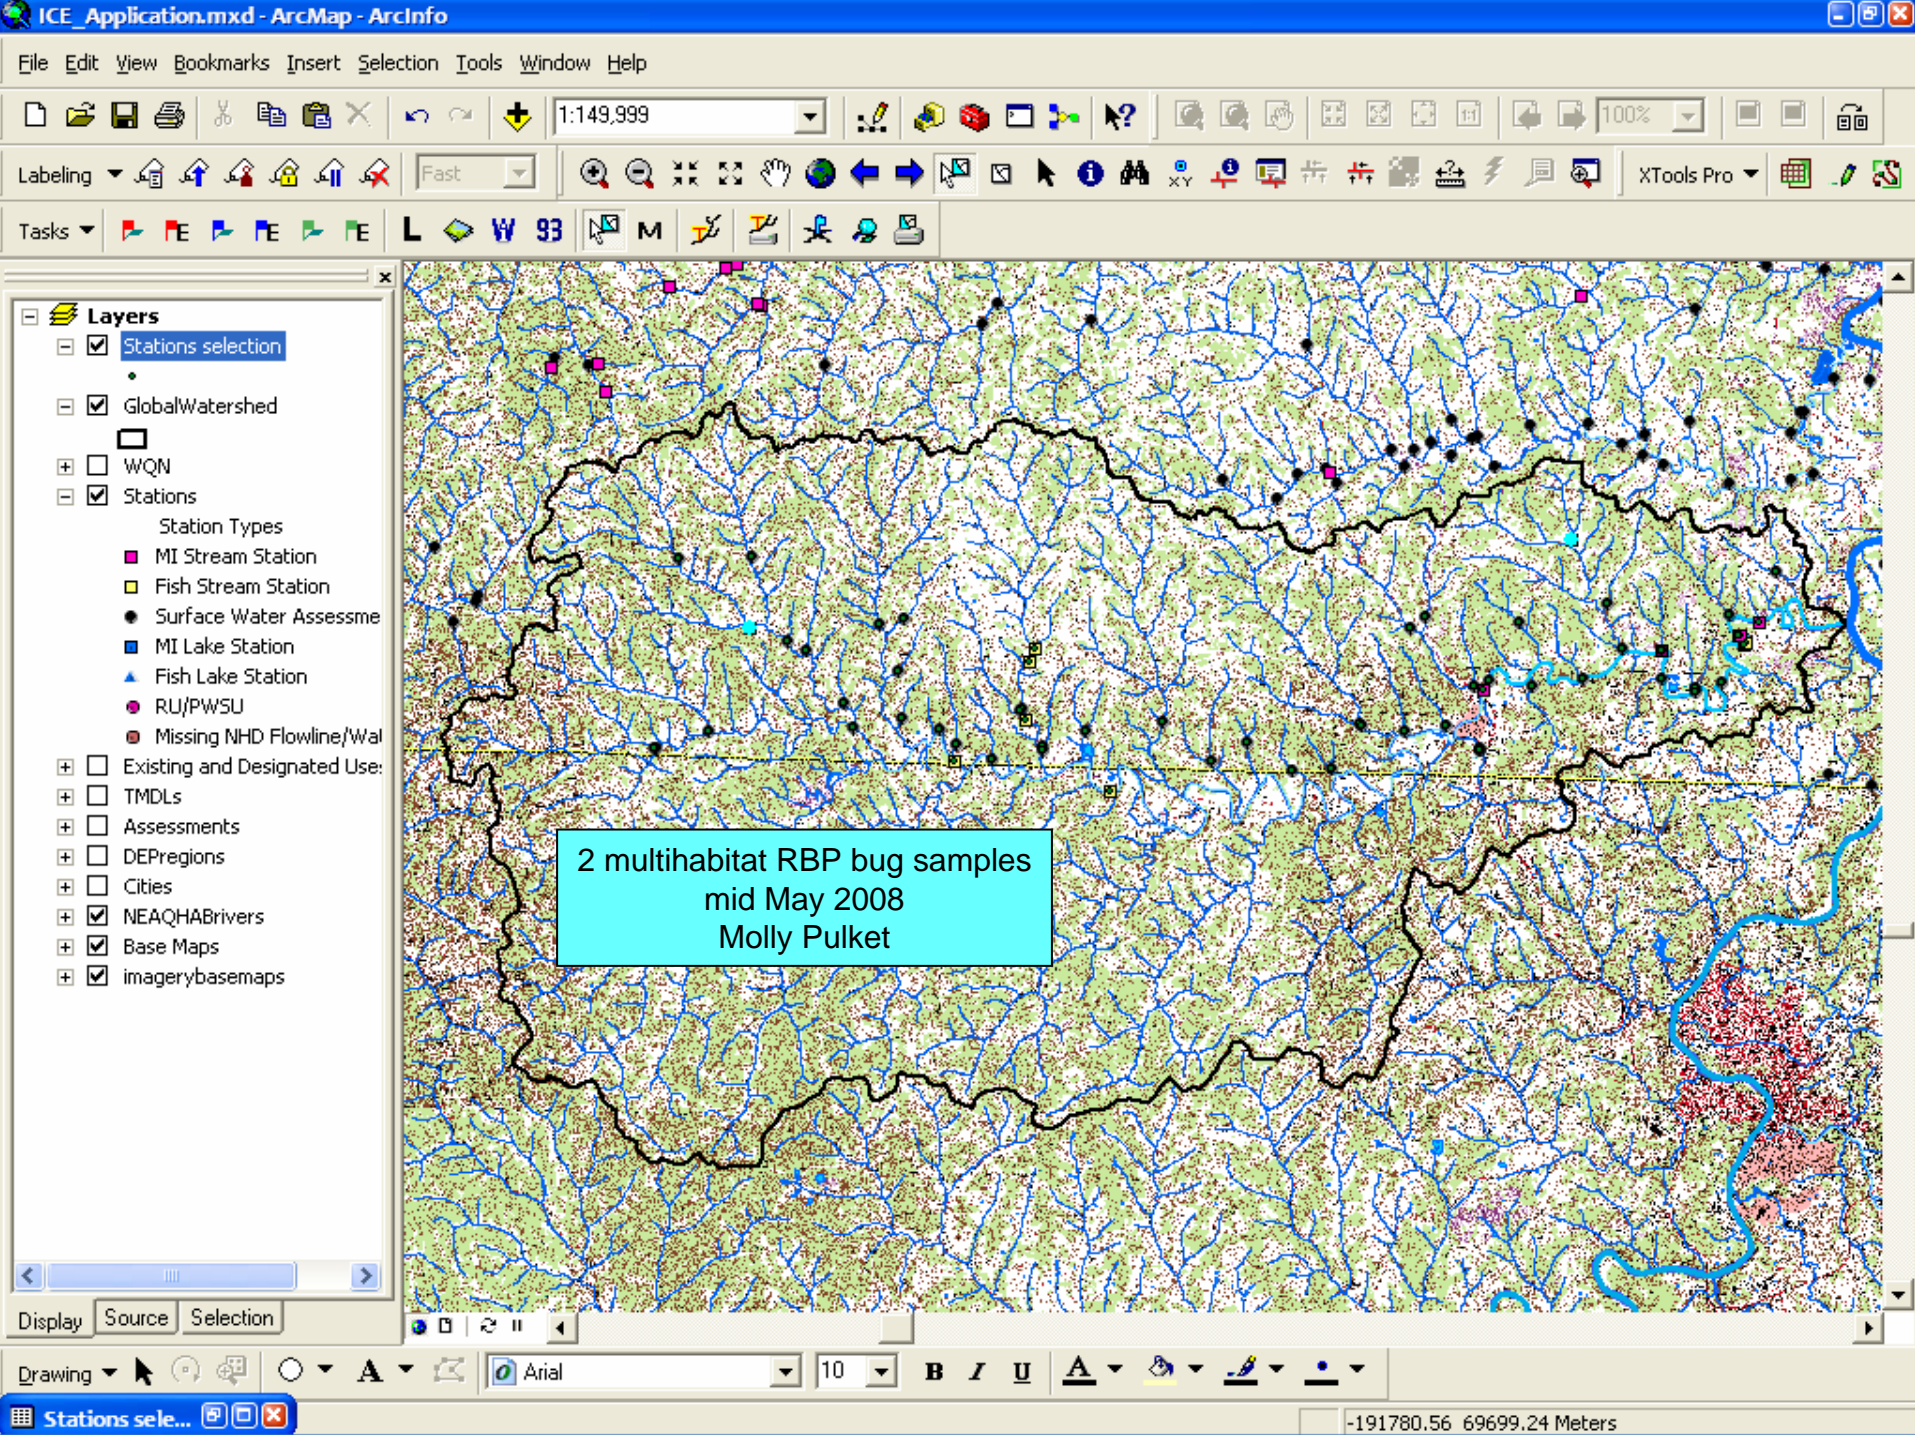 ICE_Application.mxd - ArcMap - ArcInfo
File Edit View Bookmarks Insert Selection Tools Window Help
1:149,999
1:1
100%
Labeling
Fast
XY
XTools Pro
Tasks
E E E L W 93 M
Layers
Stations selection
GlobalWatershed
WQN
Stations
Station Types
MI Stream Station
Fish Stream Station
Surface Water Assessme
MI Lake Station
Fish Lake Station
RU/PWSU
Missing NHD Flowline/Wa
Existing and Designated Use
TMDLs
Assessments
DEPregions
Cities
NEAQHABrivers
Base Maps
imagerybasemaps
2 multihabitat RBP bug samples
mid May 2008
Molly Pulket
Display Source Selection
Drawing A Arial 10 B I U A
Stations sele...
-191780.56 69699.24 Meters